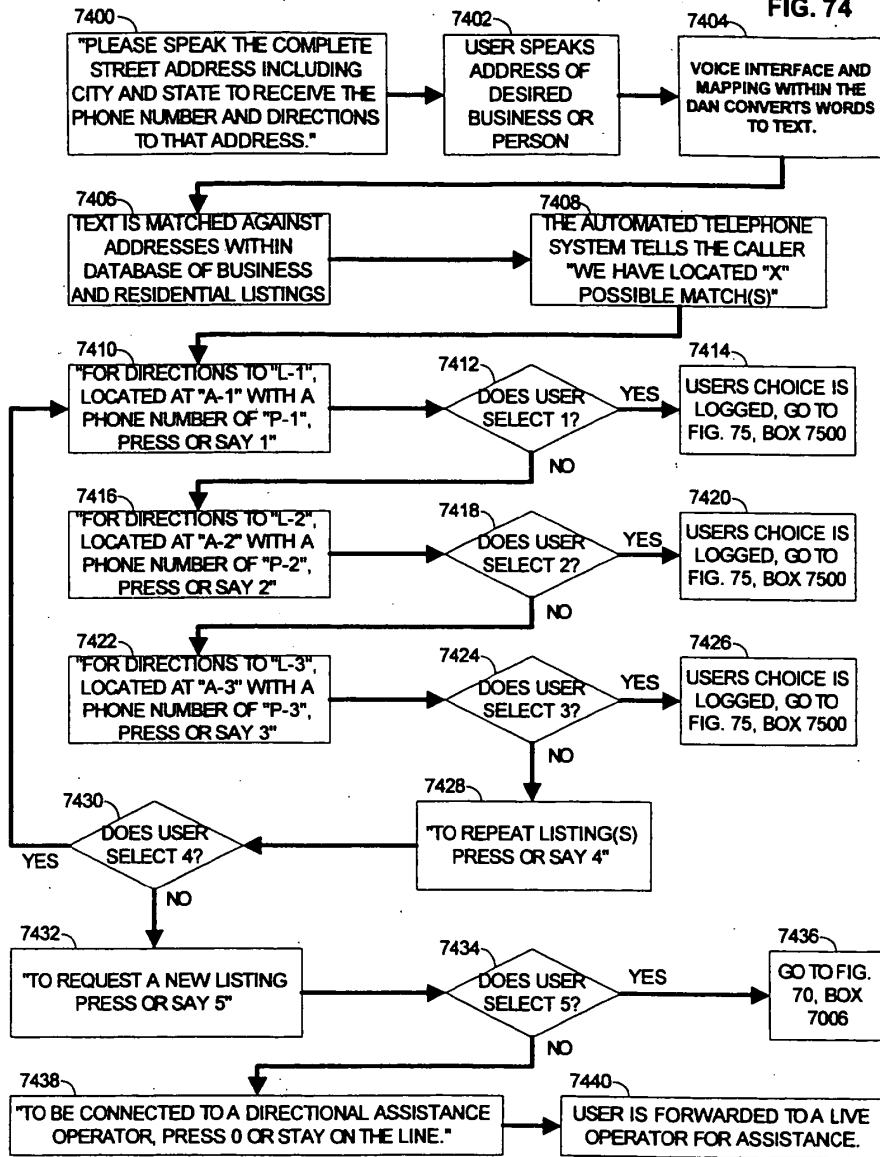 FIG. 74
7400
"PLEASE SPEAK THE COMPLETE
STREET ADDRESS INCLUDING
CITY AND STATE TO RECEIVE THE
PHONE NUMBER AND DIRECTIONS
TO THAT ADDRESS."
7402
USER SPEAKS
ADDRESS OF
DESIRED
BUSINESS OR
PERSON
7404
VOICE INTERFACE AND
MAPPING WITHIN THE
DAN CONVERTS WORDS
TO TEXT.
7406
TEXT IS MATCHED AGAINST
ADDRESSES WITHIN
DATABASE OF BUSINESS
AND RESIDENTIAL LISTINGS
7408
THE AUTOMATED TELEPHONE
SYSTEM TELLS THE CALLER
"WE HAVE LOCATED "X"
POSSIBLE MATCH(S)"
7410
"FOR DIRECTIONS TO "L-1",
LOCATED AT "A-1" WITH A
PHONE NUMBER OF "P-1",
PRESS OR SAY 1"
7412
DOES USER
SELECT 1?
YES
NO
7414
USERS CHOICE IS
LOGGED, GO TO
FIG. 75, BOX 7500
7416
"FOR DIRECTIONS TO "L-2",
LOCATED AT "A-2" WITH A
PHONE NUMBER OF "P-2",
PRESS OR SAY 2"
7418
DOES USER
SELECT 2?
YES
NO
7420
USERS CHOICE IS
LOGGED, GO TO
FIG. 75, BOX 7500
7422
"FOR DIRECTIONS TO "L-3",
LOCATED AT "A-3" WITH A
PHONE NUMBER OF "P-3",
PRESS OR SAY 3"
7424
DOES USER
SELECT 3?
YES
NO
7426
USERS CHOICE IS
LOGGED, GO TO
FIG. 75, BOX 7500
7428
"TO REPEAT LISTING(S)
PRESS OR SAY 4"
7430
DOES USER
SELECT 4?
YES
NO
7432
"TO REQUEST A NEW LISTING
PRESS OR SAY 5"
7434
DOES USER
SELECT 5?
YES
NO
7436
GO TO FIG.
70, BOX
7006
7438
"TO BE CONNECTED TO A DIRECTIONAL ASSISTANCE
OPERATOR, PRESS 0 OR STAY ON THE LINE."
7440
USER IS FORWARDED TO A LIVE
OPERATOR FOR ASSISTANCE.